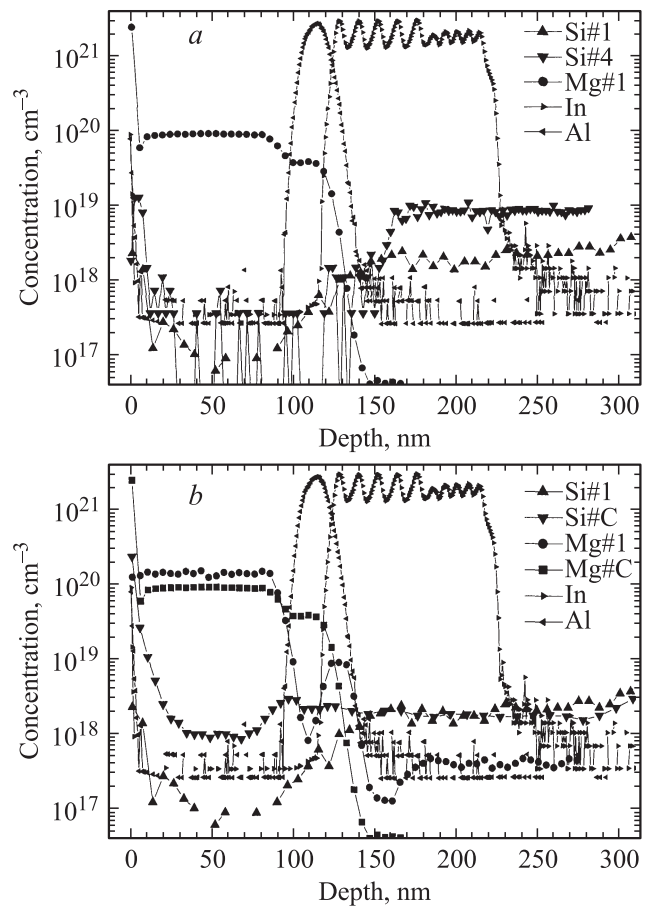 a
Si#1
Si#4
Mg#1
In
Al
10²¹
10²⁰
10¹⁹
10¹⁸
10¹⁷
Concentration, cm⁻³
0 50 100 150 200 250 300
Depth, nm
b
Si#1
Si#C
Mg#1
Mg#C
In
Al
10²¹
10²⁰
10¹⁹
10¹⁸
10¹⁷
Concentration, cm⁻³
0 50 100 150 200 250 300
Depth, nm